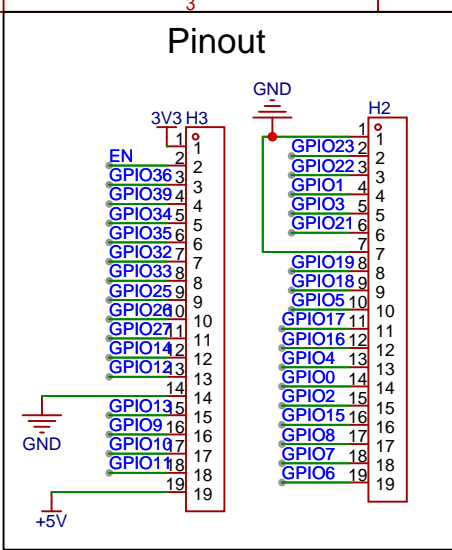 3
Pinout
3V3 H3
1 1
EN 2 2
GPIO36 3 3
GPIO39 4 4
GPIO34 5 5
GPIO35 6 6
GPIO32 7 7
GPIO33 8 8
GPIO25 9 9
GPIO26 10 10
GPIO27 11 11
GPIO14 12 12
GPIO12 13 13
14 14
GND
GPIO13 15 15
GPIO9 16 16
GPIO10 17 17
GPIO11 18 18
19 19
+5V
GND
H2
1 1
GPIO23 2 2
GPIO22 3 3
GPIO1 4 4
GPIO3 5 5
GPIO21 6 6
7 7
GPIO19 8 8
GPIO18 9 9
GPIO5 10 10
GPIO17 11 11
GPIO16 12 12
GPIO4 13 13
GPIO0 14 14
GPIO2 15 15
GPIO15 16 16
GPIO8 17 17
GPIO7 18 18
GPIO6 19 19